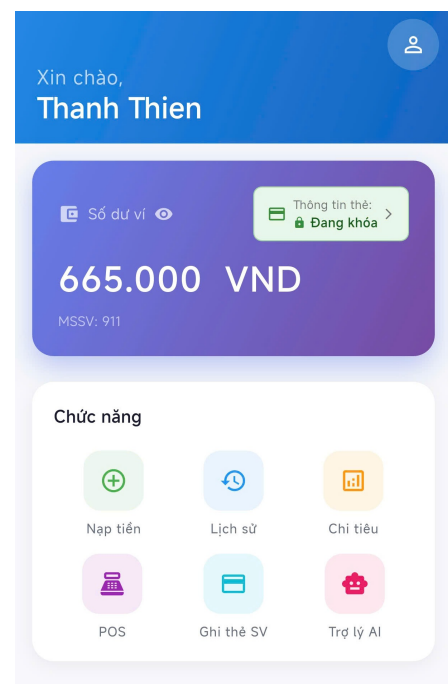 Xin chào,
Thanh Thien
Số dư ví
Thông tin thẻ:
Đang khóa
665.000 VND
MSSV: 911
Chức năng
Nạp tiền
Lịch sử
Chi tiêu
POS
Ghi thẻ SV
Trợ lý AI